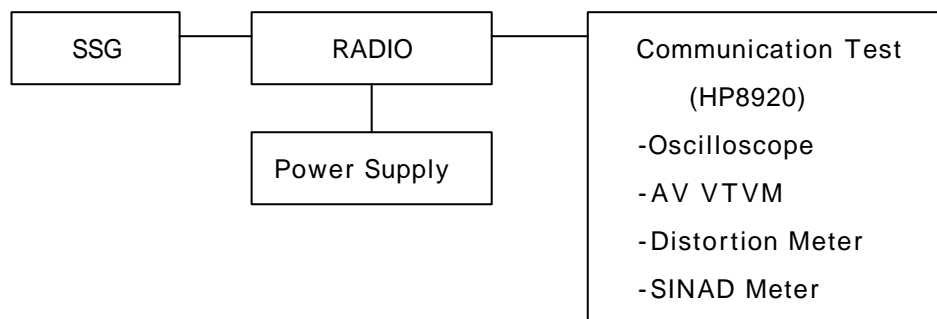 SSG
RADIO
Power Supply
Communication Test
(HP8920)
-Oscilloscope
-AV VTVM
-Distortion Meter
-SINAD Meter